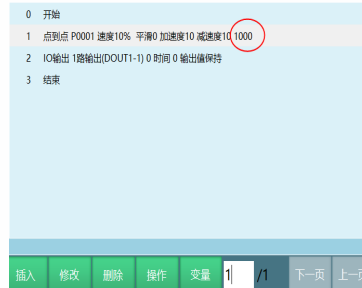 0 开始
1 点到点 P0001 速度10% 平滑0 加速度10 减速度10 1000
2 IO输出 1路输出(DOUT1-1) 0 时间 0 输出值保持
3 结束
插入 修改 删除 操作 变量 1 /1 下一页 上一页